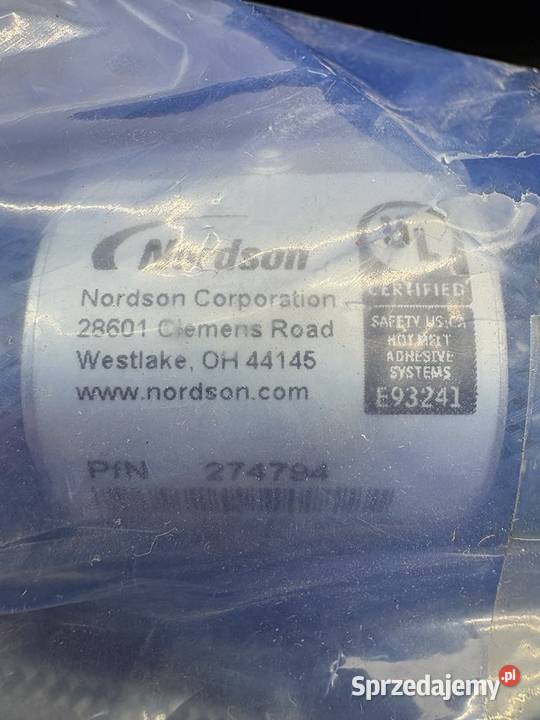 Nordson
Nordson Corporation
28601 Clemens Road
Westlake, OH 44145
www.nordson.com
P/N 274794
UL
CERTIFIED
SAFETY US-CA
HOT MELT
ADHESIVE
SYSTEMS
E93241
Sprzedajemy.pl